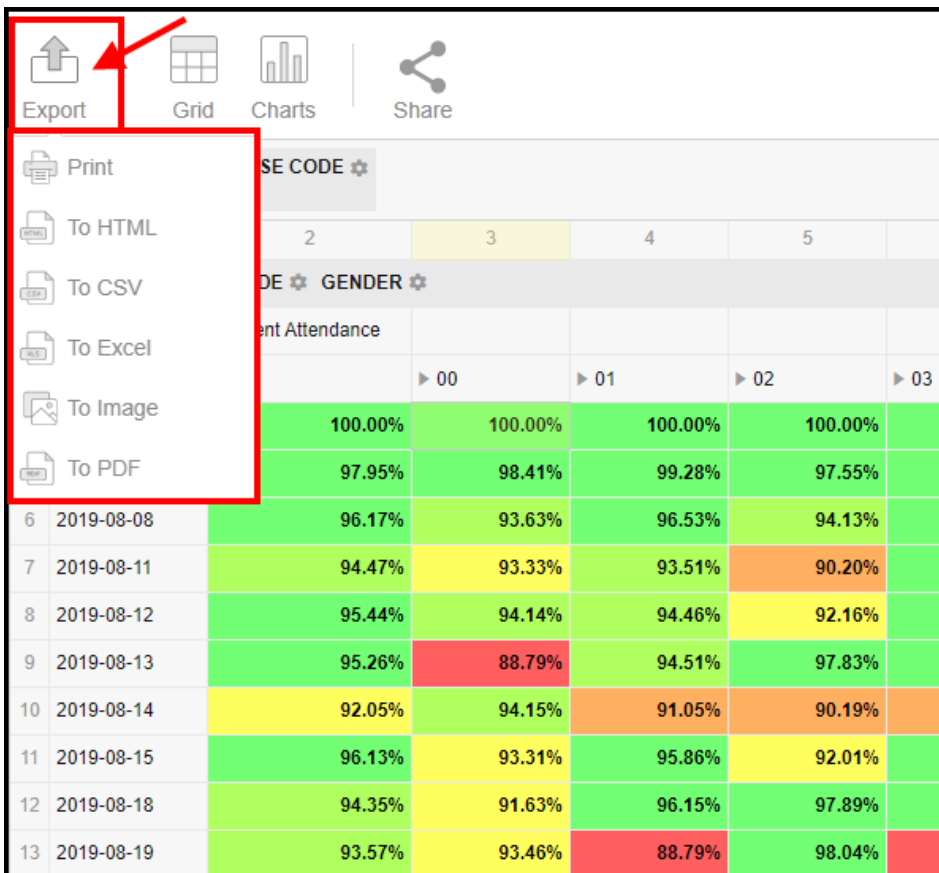 Export Grid Charts Share
Print SE CODE
To HTML
2 3 4 5
To CSV DE GENDER
ent Attendance
To Excel
00 01 02 03
To Image 100.00% 100.00% 100.00% 100.00%
To PDF 97.95% 98.41% 99.28% 97.55%
6 2019-08-08 96.17% 93.63% 96.53% 94.13%
7 2019-08-11 94.47% 93.33% 93.51% 90.20%
8 2019-08-12 95.44% 94.14% 94.46% 92.16%
9 2019-08-13 95.26% 88.79% 94.51% 97.83%
10 2019-08-14 92.05% 94.15% 91.05% 90.19%
11 2019-08-15 96.13% 93.31% 95.86% 92.01%
12 2019-08-18 94.35% 91.63% 96.15% 97.89%
13 2019-08-19 93.57% 93.46% 88.79% 98.04%